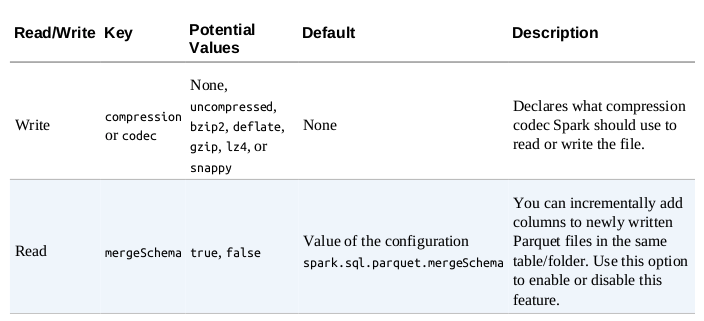 Read/Write Key Potential Values Default Description
Write
compression
or codec
None,
uncompressed,
bzip2, deflate,
gzip, lz4, or
snappy
None
Declares what compression
codec Spark should use to
read or write the file.
Read
mergeSchema
true, false
Value of the configuration
spark.sql.parquet.mergeSchema
You can incrementally add
columns to newly written
Parquet files in the same
table/folder. Use this option
to enable or disable this
feature.